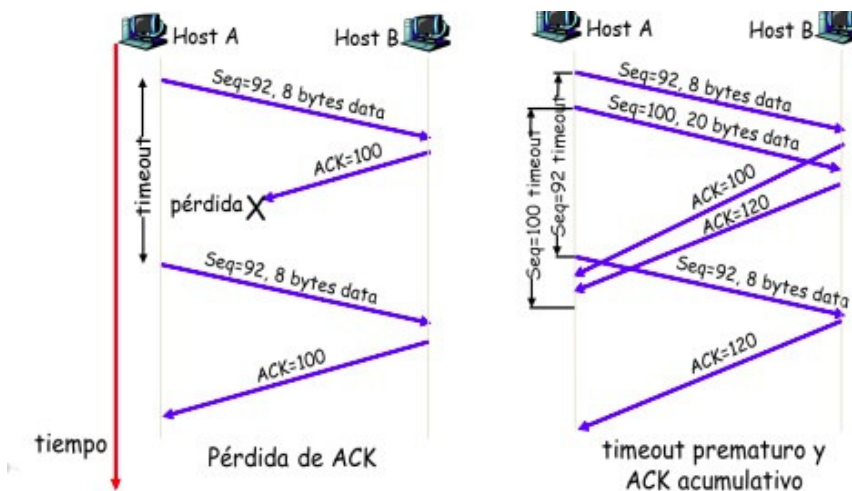 Host A
Host B
Seq=92, 8 bytes data
timeout
ACK=100
pérdida X
Seq=92, 8 bytes data
ACK=100
tiempo
Pérdida de ACK
Host A
Host B
Seq=92, 8 bytes data
Seq=100, 20 bytes data
Seq=100 timeout
Seq=92 timeout
ACK=100
ACK=120
Seq=92, 8 bytes data
ACK=120
timeout prematuro y
ACK acumulativo